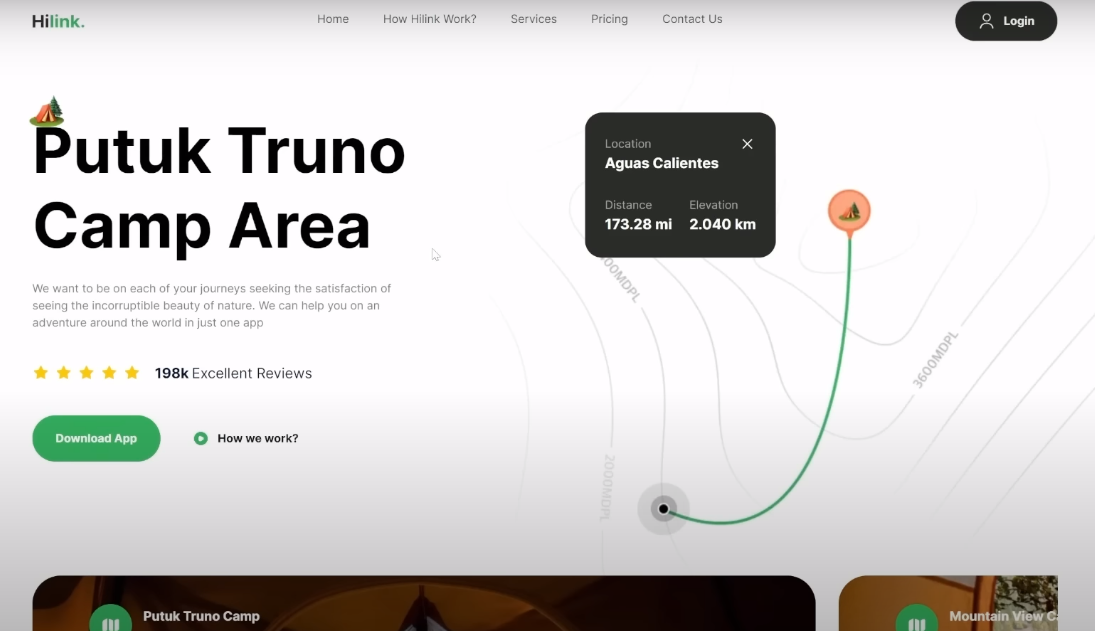 Hilink.
Home
How Hilink Work?
Services
Pricing
Contact Us
Login
Putuk Truno
Camp Area
We want to be on each of your journeys seeking the satisfaction of
seeing the incorruptible beauty of nature. We can help you on an
adventure around the world in just one app
198k Excellent Reviews
Download App
How we work?
Location
Aguas Calientes
Distance
Elevation
173.28 mi
2.040 km
3600MDPL
2000MDPL
Putuk Truno Camp
Mountain View